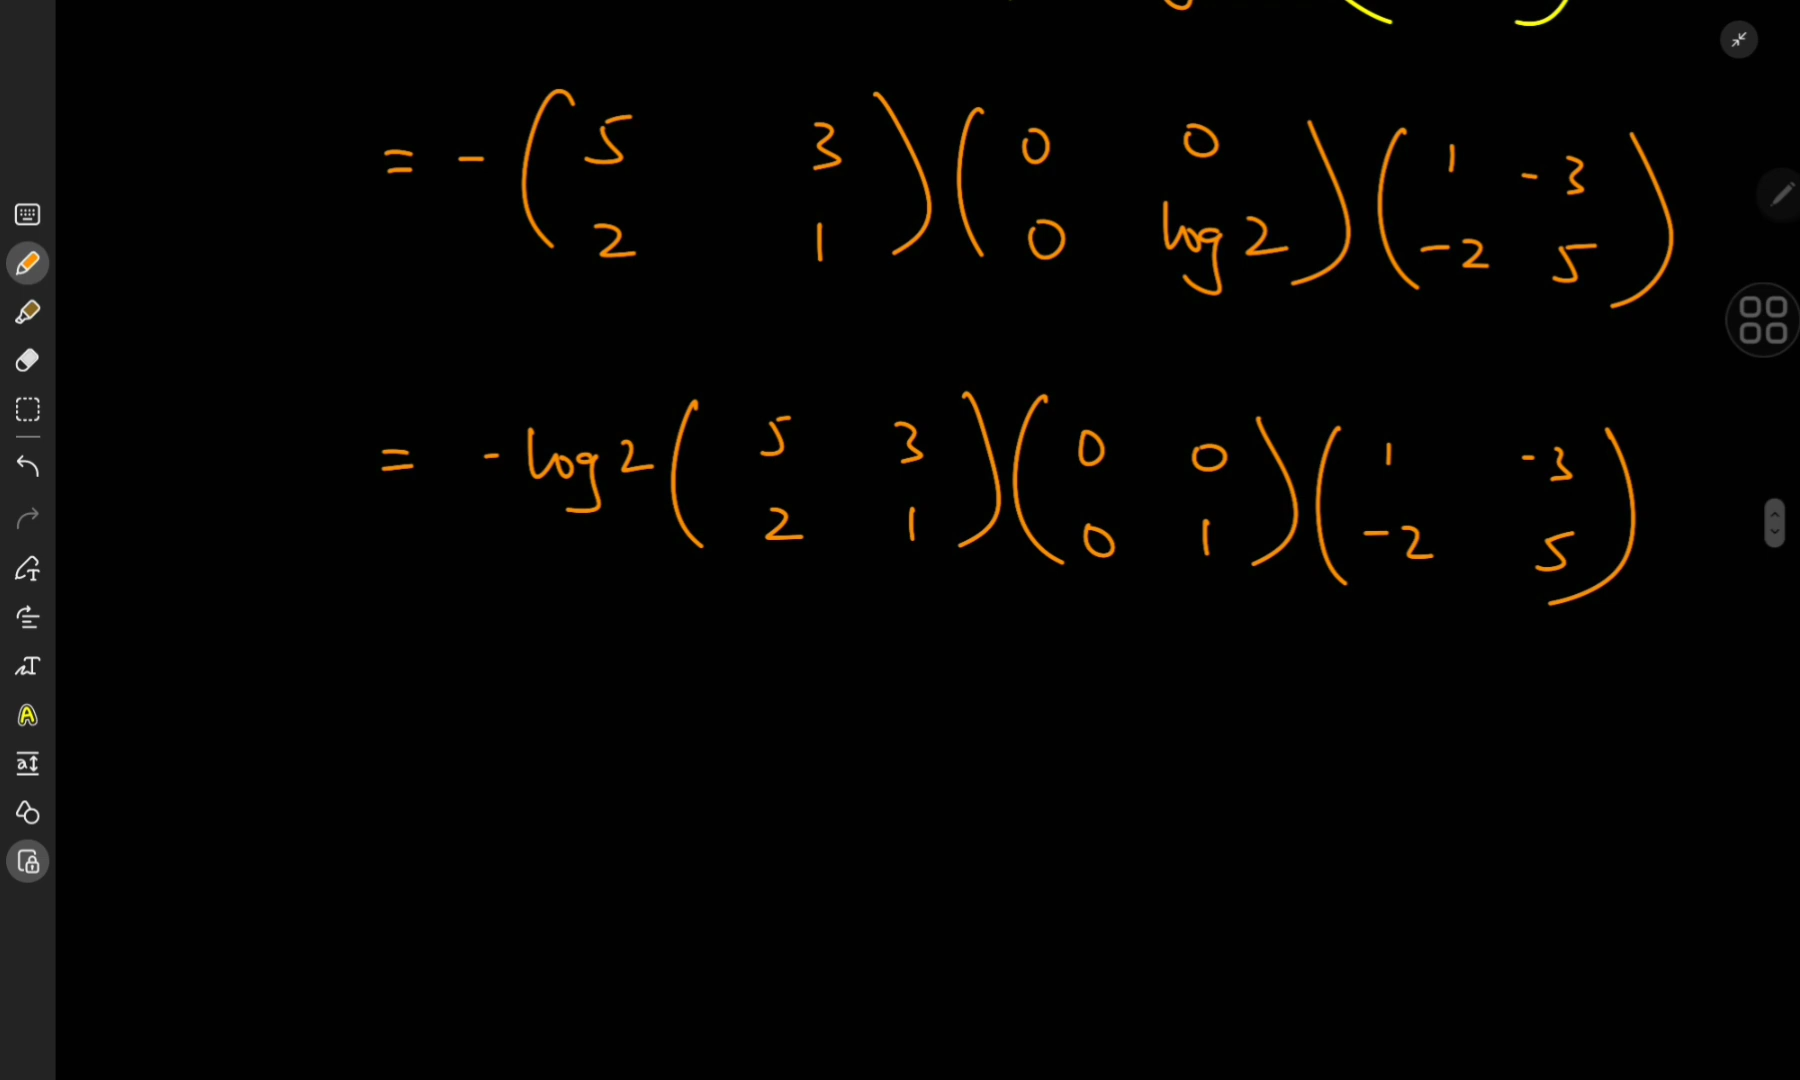 = - ( 5 3 ) ( 0 0 ) ( 1 -3 )
2 1 0 log 2 -2 5
= - log 2 ( 5 3 ) ( 0 0 ) ( 1 -3 )
2 1 0 1 -2 5